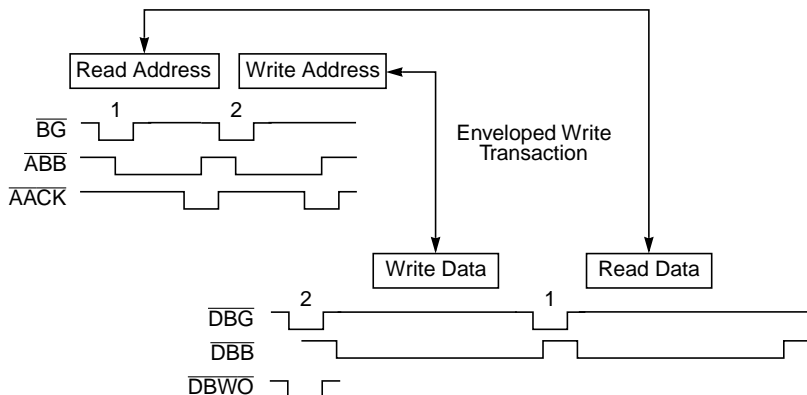 Read Address
Write Address
1
2
BG
ABB
AACK
Enveloped Write
Transaction
Write Data
Read Data
2
1
DBG
DBB
DBWO